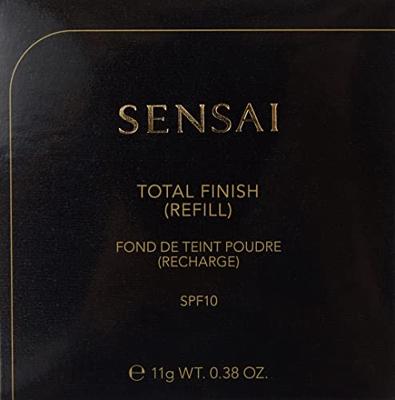 SENSAI
TOTAL FINISH
(REFILL)
FOND DE TEINT POUDRE
(RECHARGE)
SPF10
℮ 11g WT. 0.38 OZ.